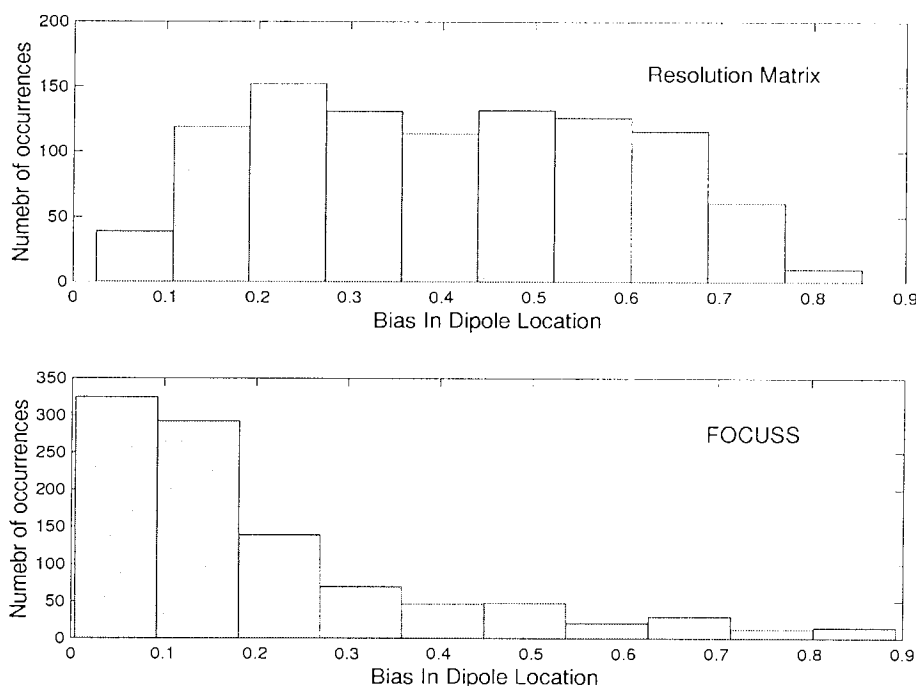 200
150
100
50
0
Numebr of occurrences
Resolution Matrix
0 0.1 0.2 0.3 0.4 0.5 0.6 0.7 0.8 0.9
Bias In Dipole Location
350
300
250
200
150
100
50
0
Numebr of occurrences
FOCUSS
0 0.1 0.2 0.3 0.4 0.5 0.6 0.7 0.8 0.9
Bias In Dipole Location